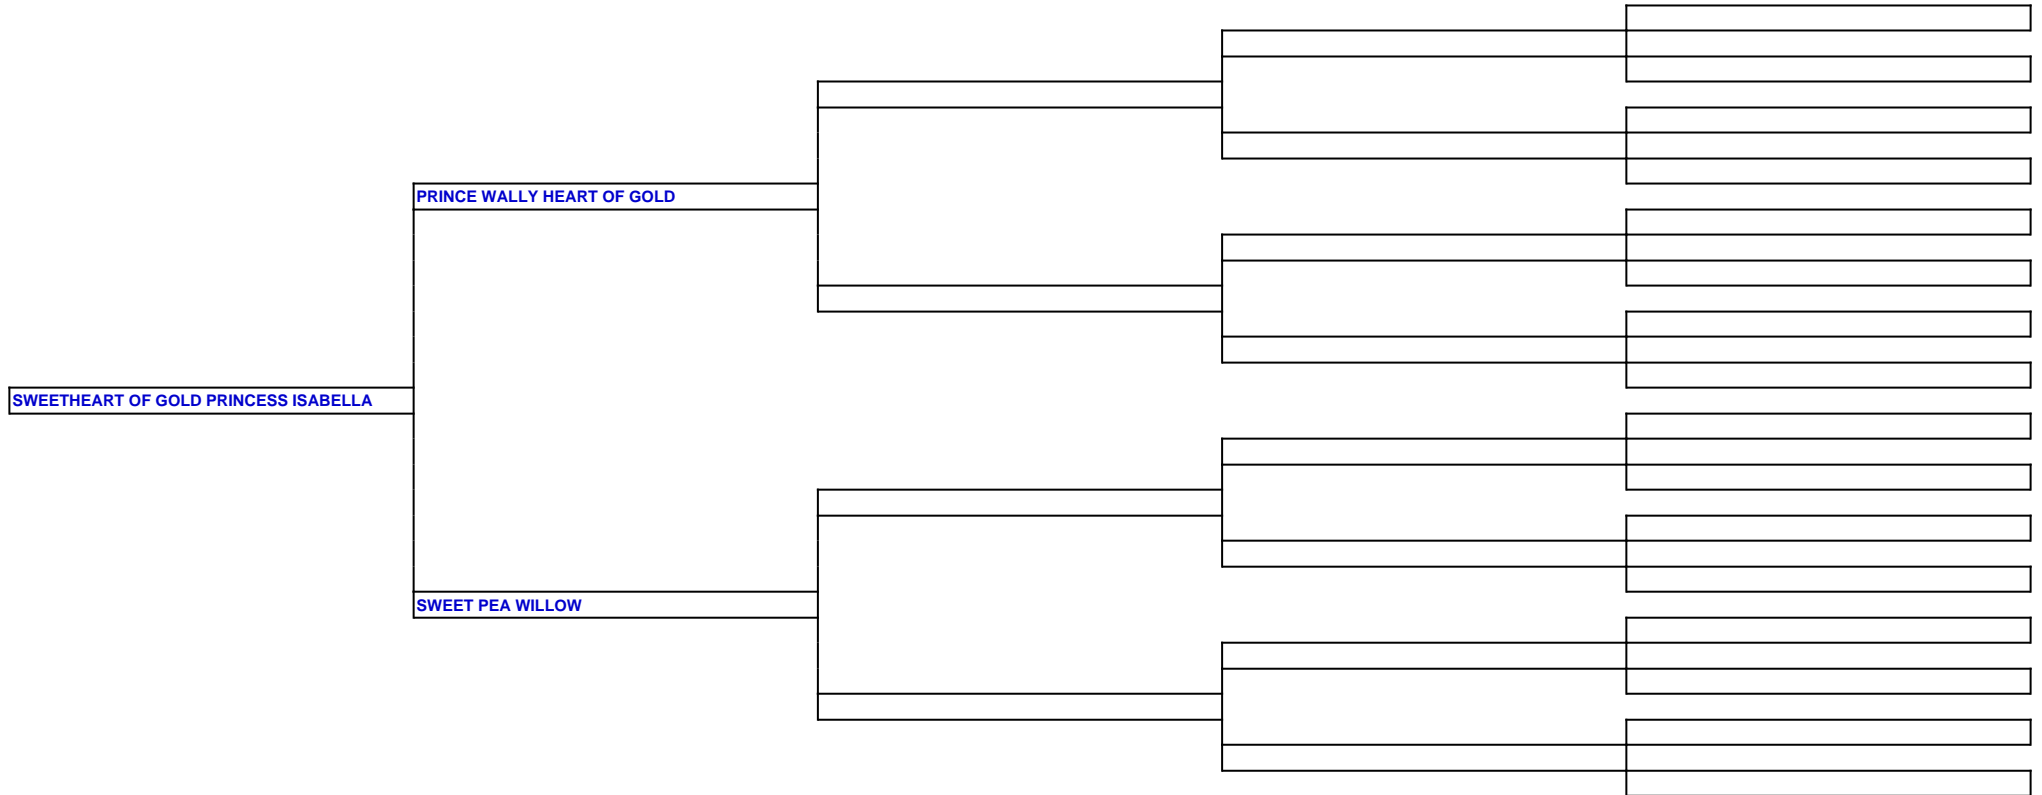 PRINCE WALLY HEART OF GOLD
SWEETHEART OF GOLD PRINCESS ISABELLA
SWEET PEA WILLOW